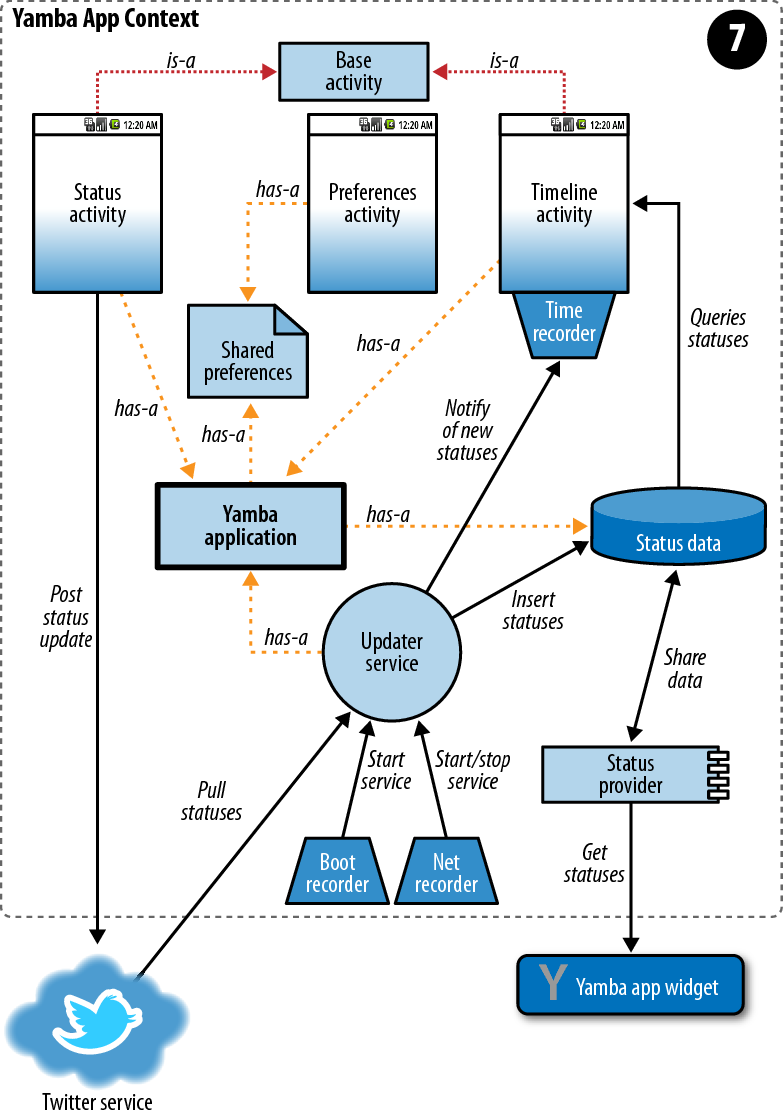 Yamba App Context
7
is-a
Base
activity
is-a
12:20 AM
12:20 AM
12:20 AM
Status
activity
has-a
Preferences
activity
Timeline
activity
Time
recorder
Queries
statuses
Shared
preferences
has-a
has-a
has-a
Notify
of new
statuses
Yamba
application
has-a
Status data
Post
status
update
has-a
Updater
service
Insert
statuses
Share
data
Pull
statuses
Start
service
Start/stop
service
Status
provider
Boot
recorder
Net
recorder
Get
statuses
Y Yamba app widget
Twitter service